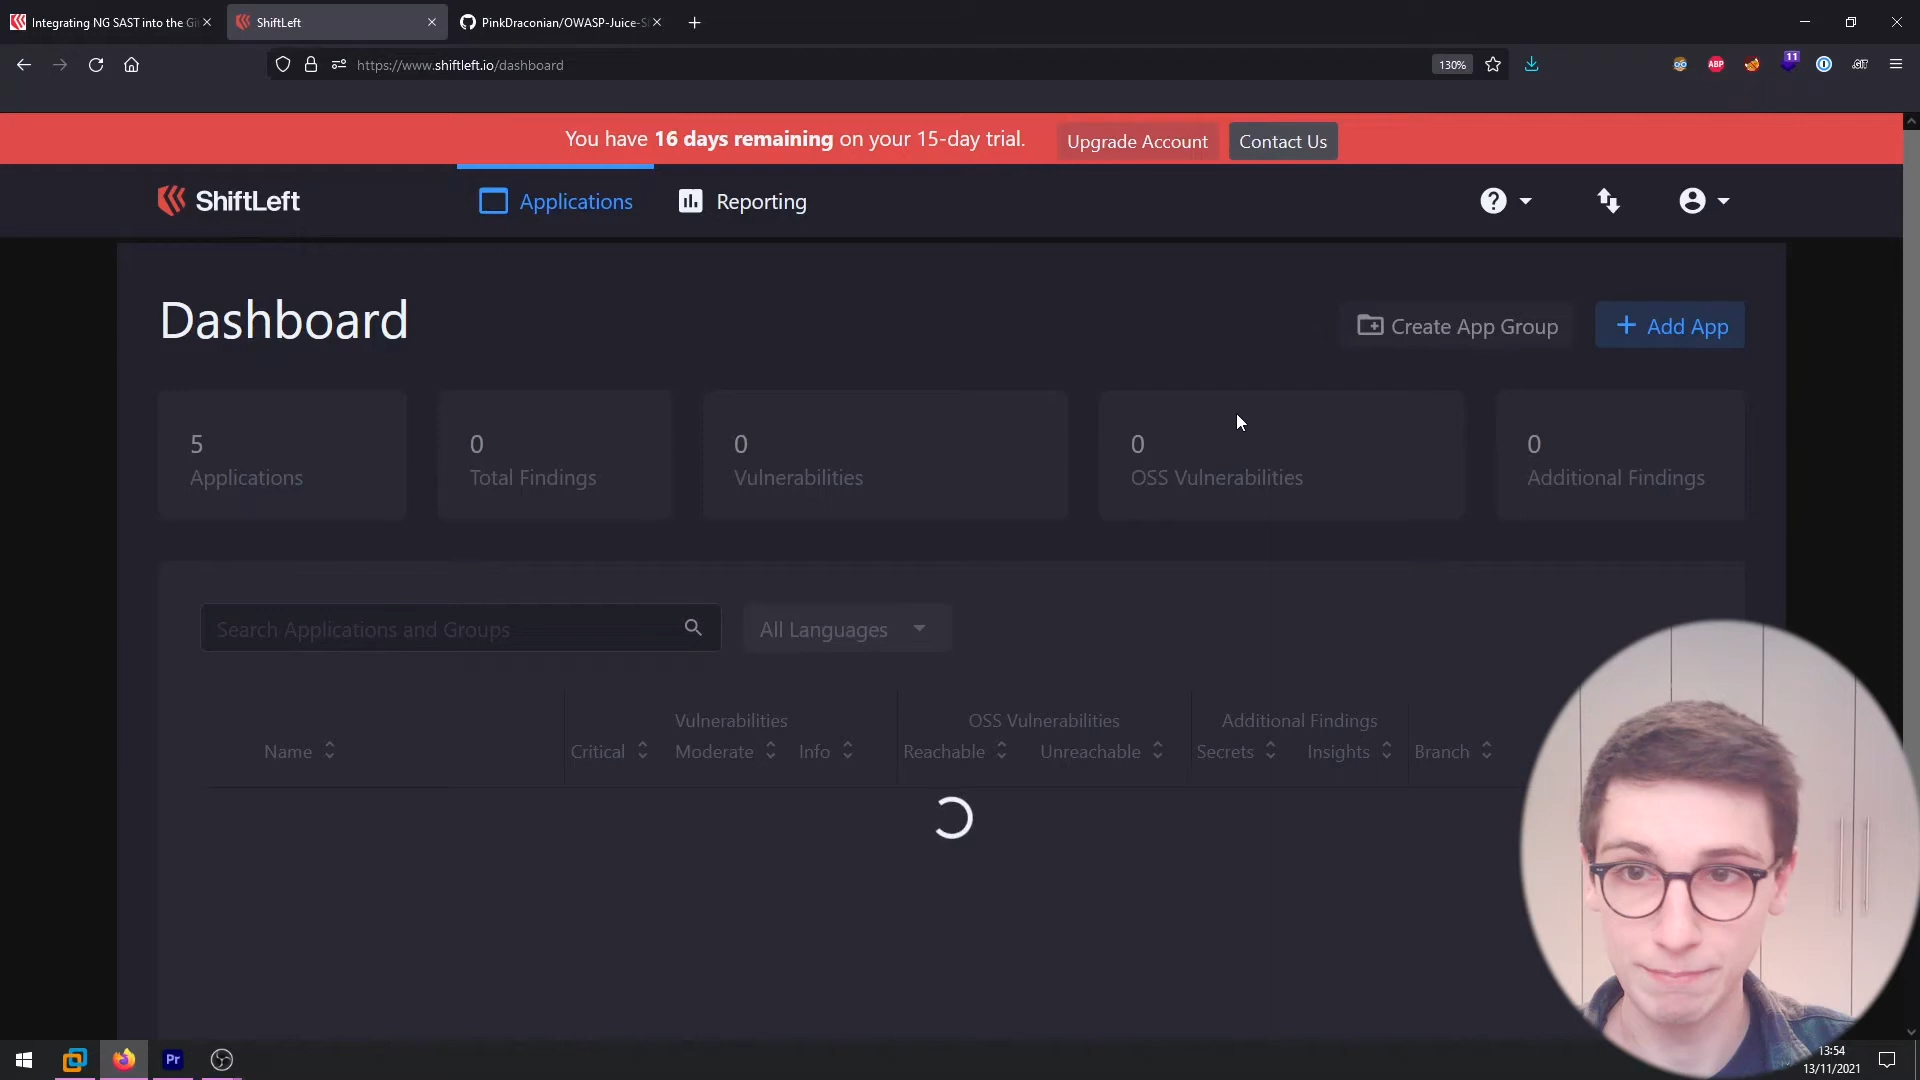 Integrating NG SAST into the Gi
ShiftLeft
PinkDraconian/OWASP-Juice-S
https://www.shiftleft.io/dashboard
130%
ABP
11
.GIT
You have 16 days remaining on your 15-day trial.
Upgrade Account
Contact Us
ShiftLeft
Applications
Reporting
Dashboard
Create App Group
+ Add App
5
Applications
0
Total Findings
0
Vulnerabilities
0
OSS Vulnerabilities
0
Additional Findings
Search Applications and Groups
All Languages
Vulnerabilities
OSS Vulnerabilities
Additional Findings
Name
Critical
Moderate
Info
Reachable
Unreachable
Secrets
Insights
Branch
Pr
13:54
13/11/2021